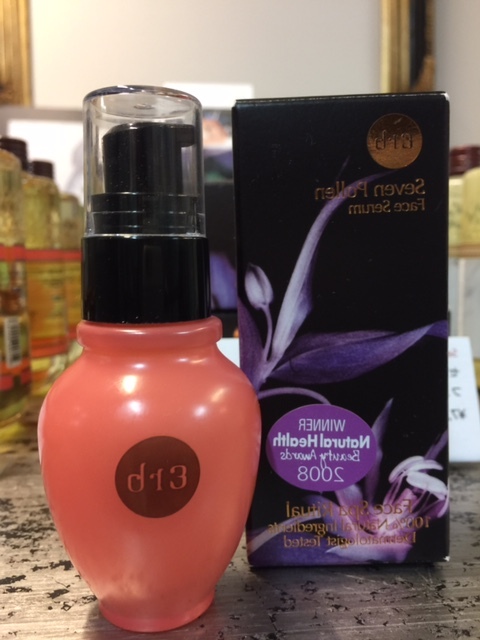 Erb
Seven Pollen
Face Serum
WINNER
Natural Health
Beauty Awards
2008
Face Spa Ritual
100% Natural Ingredients
Dermatologist Tested
Erb